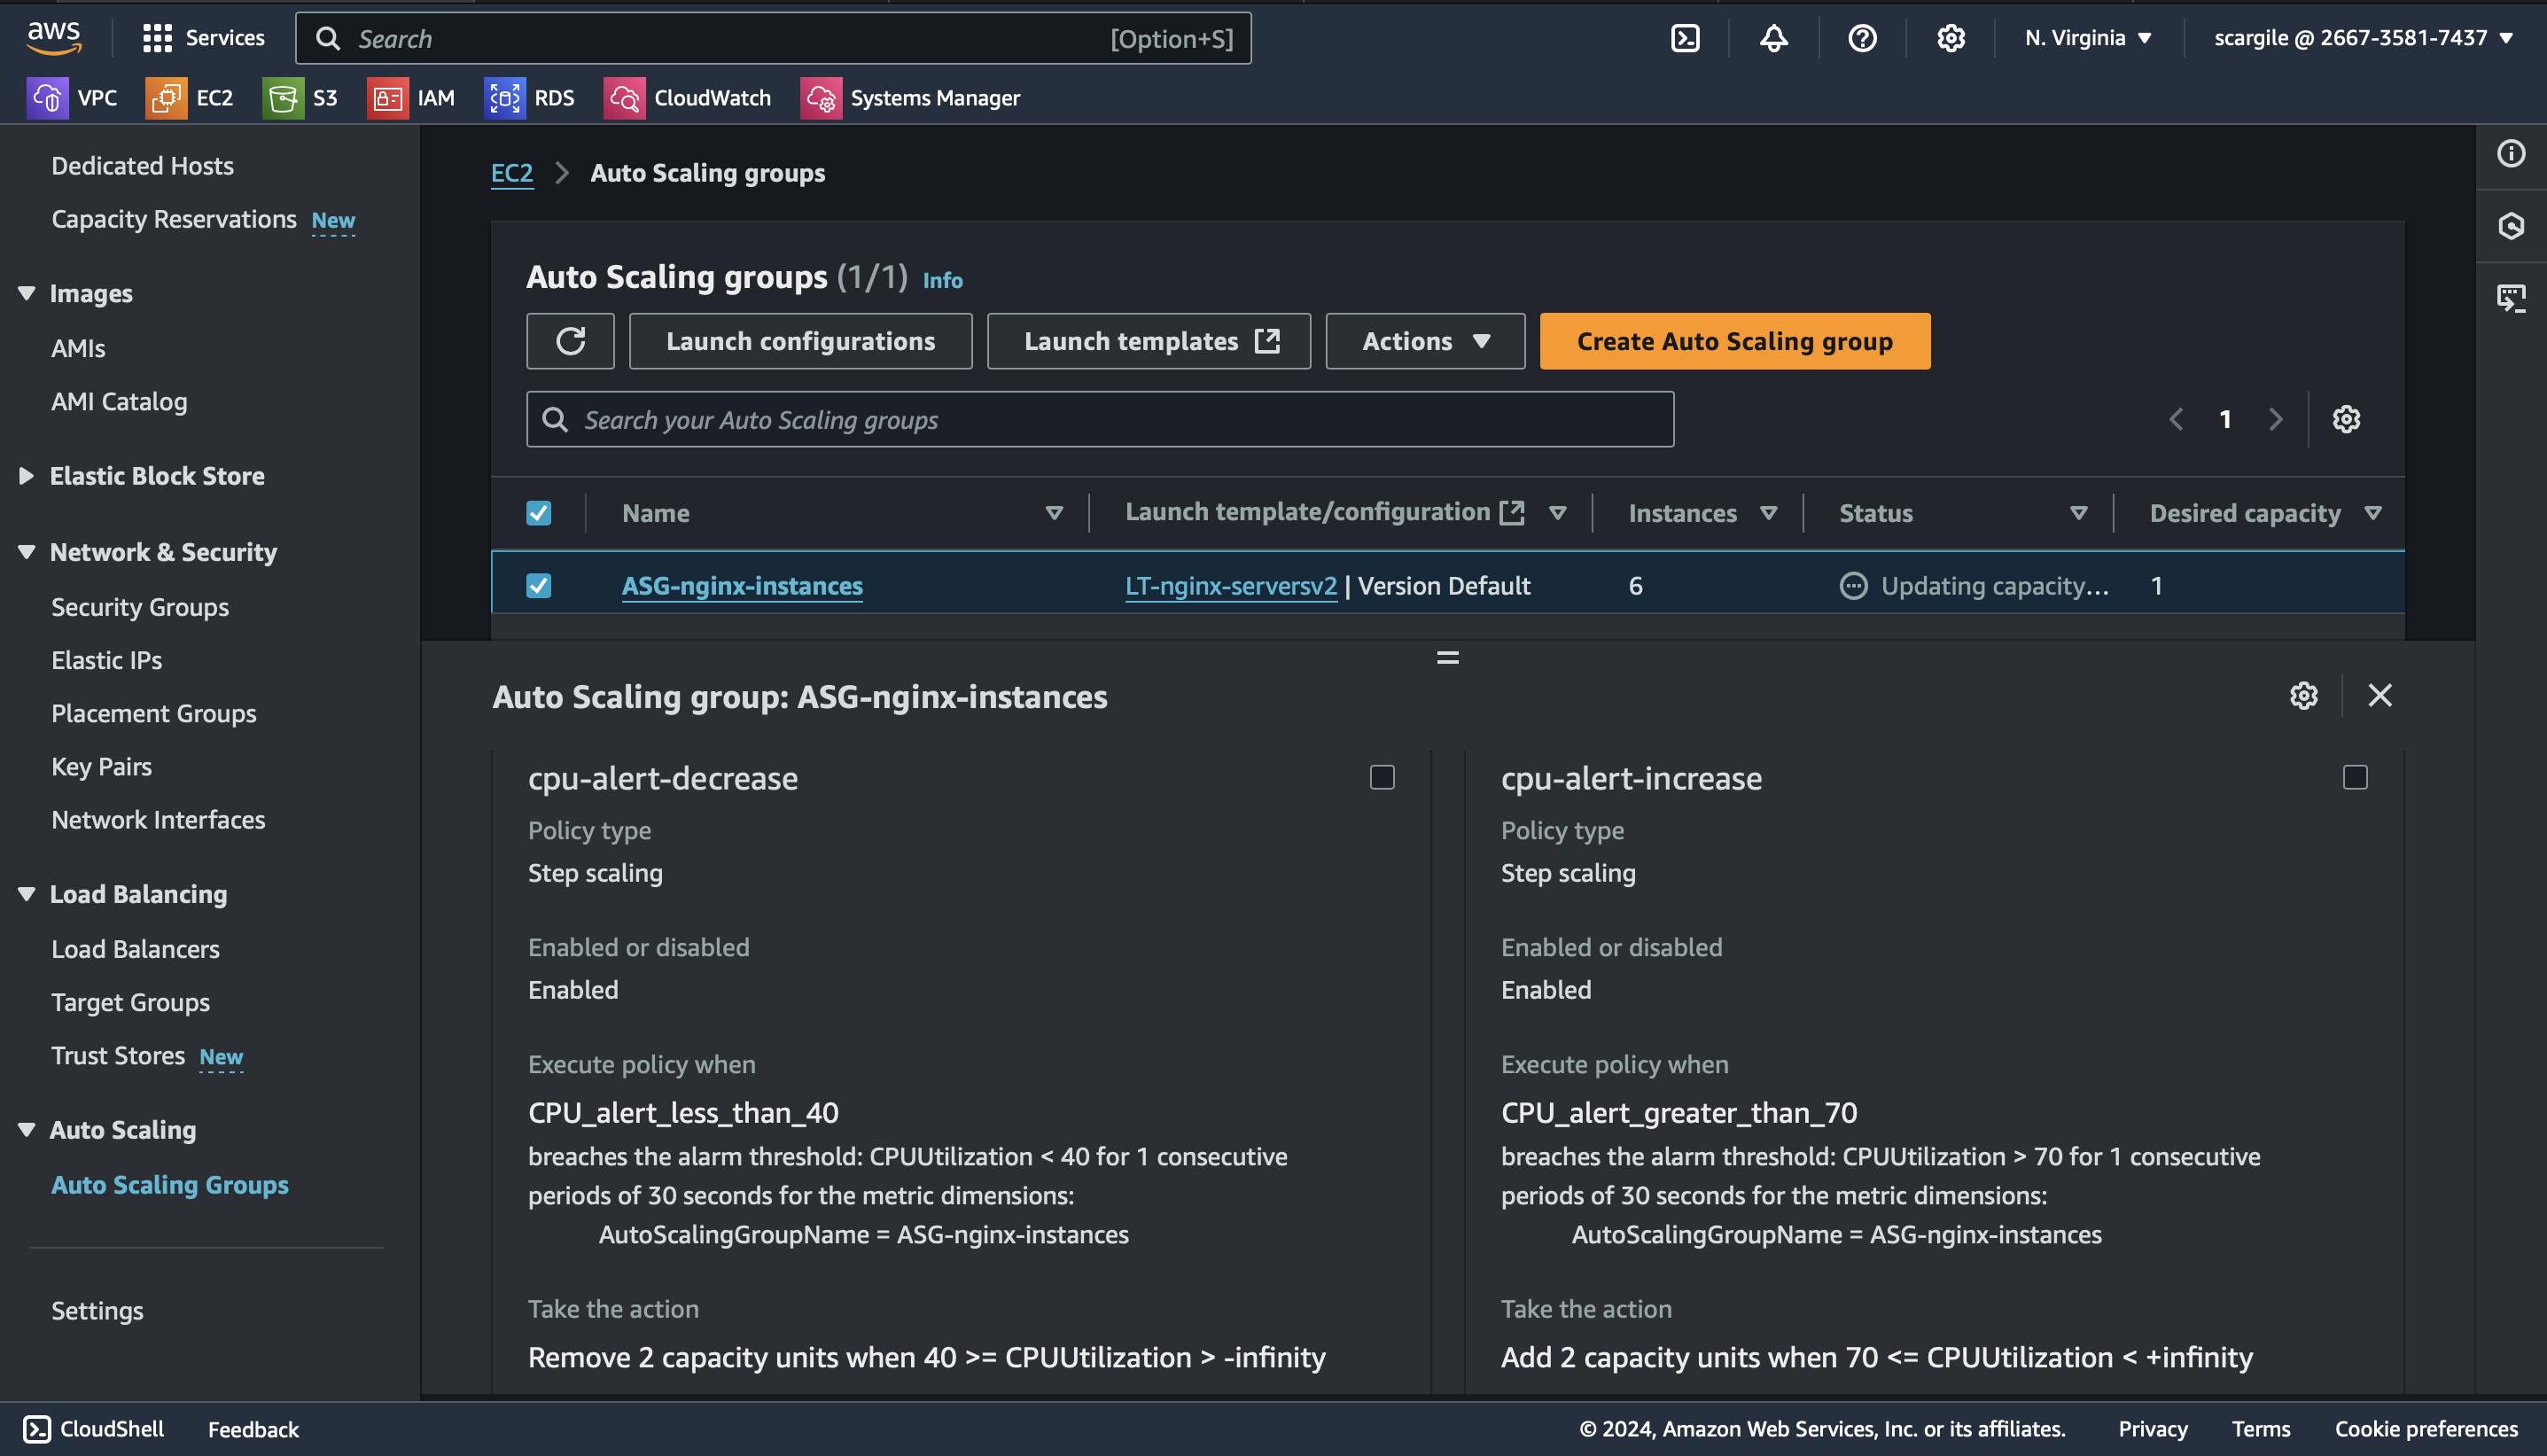 aws
Services
Search
[Option+S]
N. Virginia
scargile @ 2667-3581-7437
VPC
EC2
S3
IAM
RDS
CloudWatch
Systems Manager
Dedicated Hosts
Capacity Reservations New
Images
AMIs
AMI Catalog
Elastic Block Store
Network & Security
Security Groups
Elastic IPs
Placement Groups
Key Pairs
Network Interfaces
Load Balancing
Load Balancers
Target Groups
Trust Stores New
Auto Scaling
Auto Scaling Groups
Settings
EC2 > Auto Scaling groups
Auto Scaling groups (1/1) Info
Launch configurations
Launch templates
Actions
Create Auto Scaling group
Search your Auto Scaling groups
1
Name
Launch template/configuration
Instances
Status
Desired capacity
ASG-nginx-instances
LT-nginx-serversv2 | Version Default
6
Updating capacity...
1
Auto Scaling group: ASG-nginx-instances
cpu-alert-decrease
Policy type
Step scaling
Enabled or disabled
Enabled
Execute policy when
CPU_alert_less_than_40
breaches the alarm threshold: CPUUtilization < 40 for 1 consecutive
periods of 30 seconds for the metric dimensions:
AutoScalingGroupName = ASG-nginx-instances
Take the action
Remove 2 capacity units when 40 >= CPUUtilization > -infinity
cpu-alert-increase
Policy type
Step scaling
Enabled or disabled
Enabled
Execute policy when
CPU_alert_greater_than_70
breaches the alarm threshold: CPUUtilization > 70 for 1 consecutive
periods of 30 seconds for the metric dimensions:
AutoScalingGroupName = ASG-nginx-instances
Take the action
Add 2 capacity units when 70 <= CPUUtilization < +infinity
CloudShell
Feedback
© 2024, Amazon Web Services, Inc. or its affiliates.
Privacy
Terms
Cookie preferences